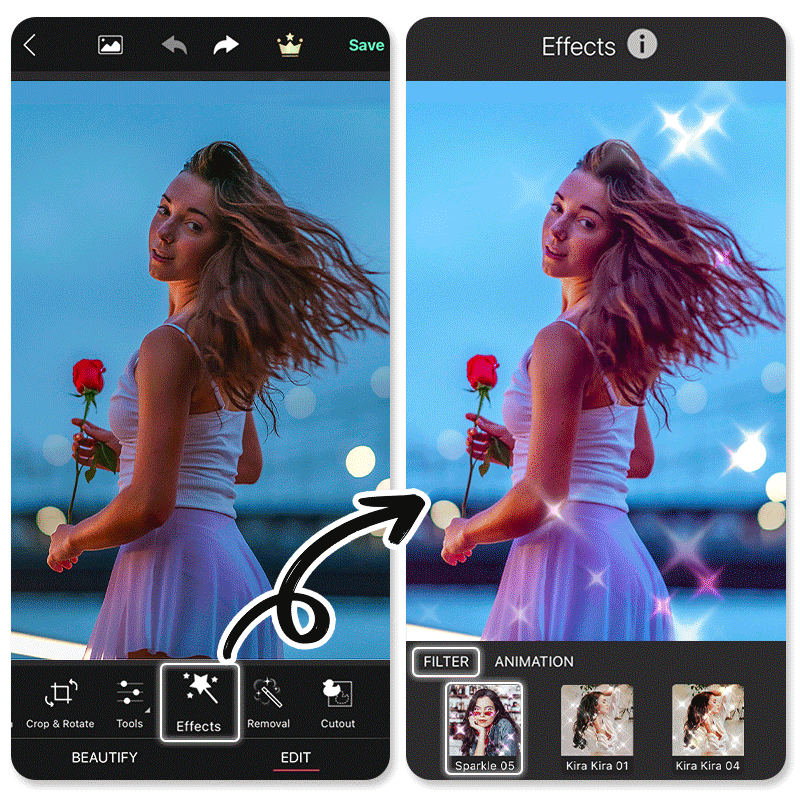 Save
Crop & Rotate
Tools
Effects
Removal
Cutout
BEAUTIFY
EDIT
Effects i
FILTER
ANIMATION
Sparkle 05
Kira Kira 01
Kira Kira 04